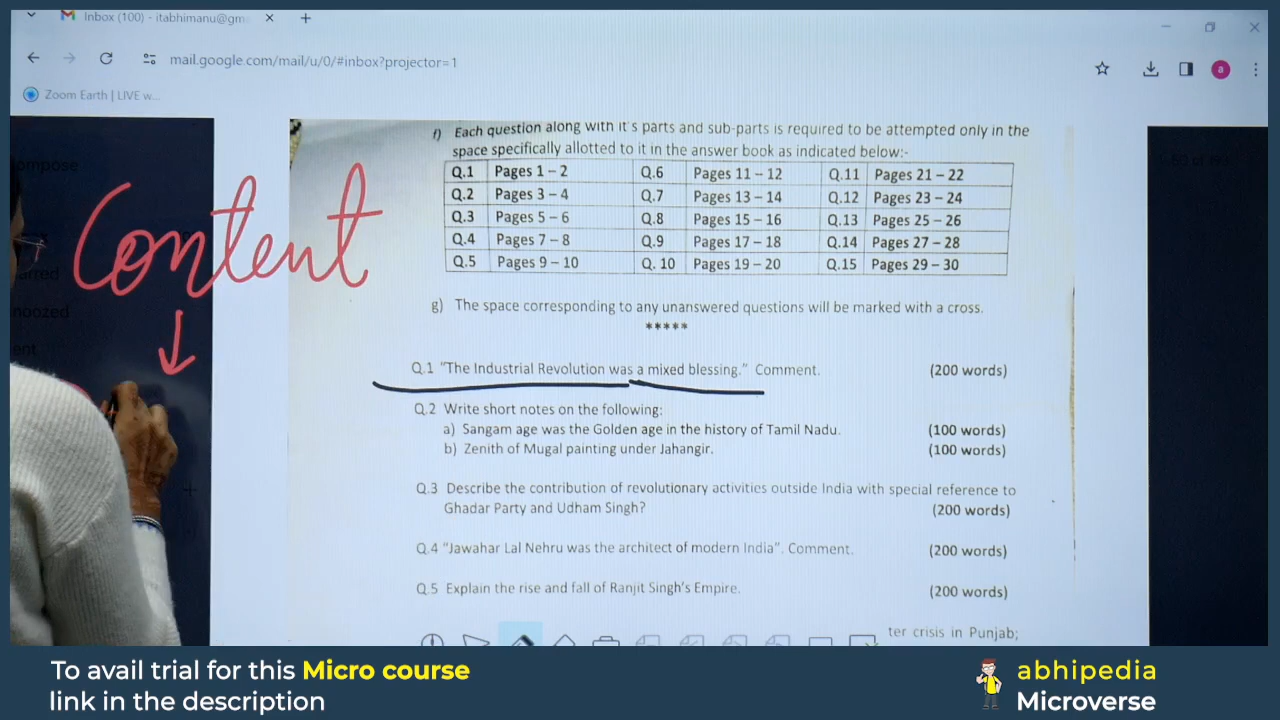 Inbox (100) - itabhimanu@gm
mail.google.com/mail/u/0/#inbox?projector=1
Zoom Earth | LIVE w...
ompose
Content
noozed
f) Each question along with it's parts and sub-parts is required to be attempted only in the
space specifically allotted to it in the answer book as indicated below:-
Q.1 Pages 1 – 2 Q.6 Pages 11 – 12 Q.11 Pages 21 – 22
Q.2 Pages 3 – 4 Q.7 Pages 13 – 14 Q.12 Pages 23 – 24
Q.3 Pages 5 – 6 Q.8 Pages 15 – 16 Q.13 Pages 25 – 26
Q.4 Pages 7 – 8 Q.9 Pages 17 – 18 Q.14 Pages 27 – 28
Q.5 Pages 9 – 10 Q. 10 Pages 19 – 20 Q.15 Pages 29 – 30
g) The space corresponding to any unanswered questions will be marked with a cross.
*****
Q.1 "The Industrial Revolution was a mixed blessing." Comment. (200 words)
Q.2 Write short notes on the following:
a) Sangam age was the Golden age in the history of Tamil Nadu. (100 words)
b) Zenith of Mugal painting under Jahangir. (100 words)
Q.3 Describe the contribution of revolutionary activities outside India with special reference to
Ghadar Party and Udham Singh? (200 words)
Q.4 "Jawahar Lal Nehru was the architect of modern India". Comment. (200 words)
Q.5 Explain the rise and fall of Ranjit Singh's Empire. (200 words)
ter crisis in Punjab;
To avail trial for this Micro course
link in the description
abhipedia
Microverse